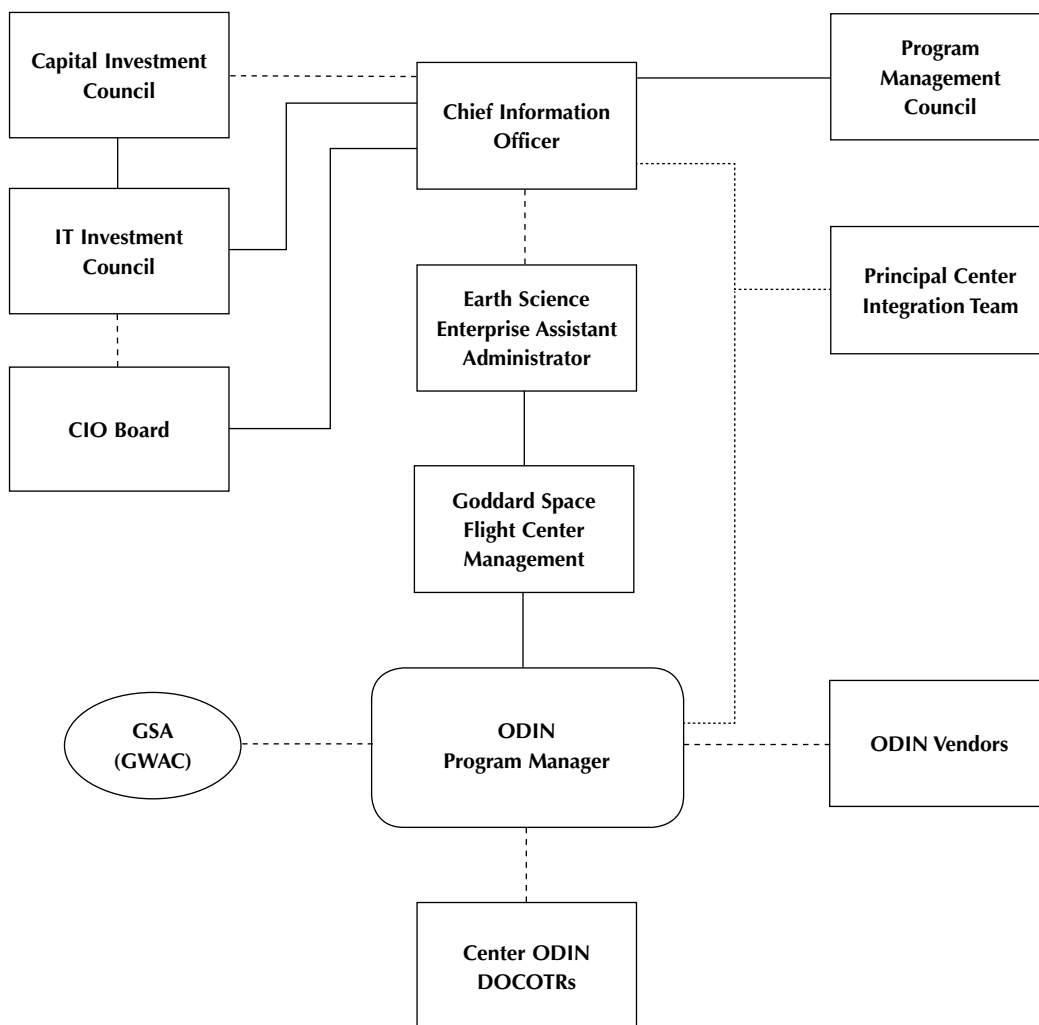 Capital Investment
Council
Program
Management
Council
Chief Information
Officer
IT Investment
Council
Principal Center
Integration Team
Earth Science
Enterprise Assistant
Administrator
CIO Board
Goddard Space
Flight Center
Management
GSA
(GWAC)
ODIN
Program Manager
ODIN Vendors
Center ODIN
DOCOTRs